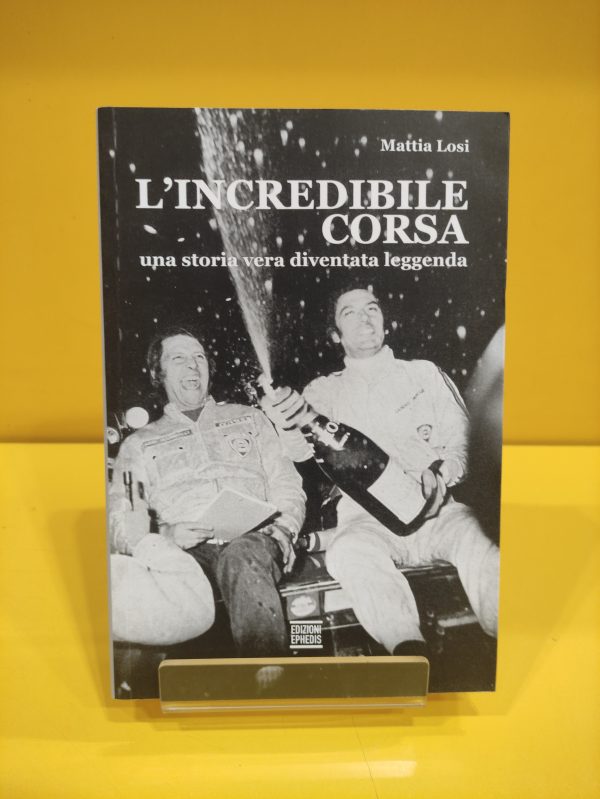 Mattia Losi
L'INCREDIBILE
CORSA
una storia vera diventata leggenda
EDIZIONI
EPHEDIS